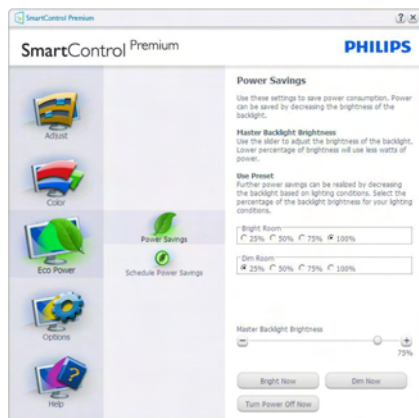 SmartControl Premium
SmartControl Premium
PHILIPS
Adjust
Color
Eco Power
Options
Help
Power Savings
Schedule Power Savings
Power Savings
Use these settings to save power consumption. Power
can be saved by decreasing the brightness of the
backlight.
Master Backlight Brightness
Use the slider to adjust the brightness of the backlight.
Lower percentage of brightness will use less watts of
power.
Use Preset
Further power savings can be realized by decreasing
the backlight based on lighting conditions. Select the
percentage of the backlight brightness for your lighting
conditions.
Bright Room
25% 50% 75% 100%
Dim Room
25% 50% 75% 100%
Master Backlight Brightness
75%
Bright Now Dim Now
Turn Power Off Now